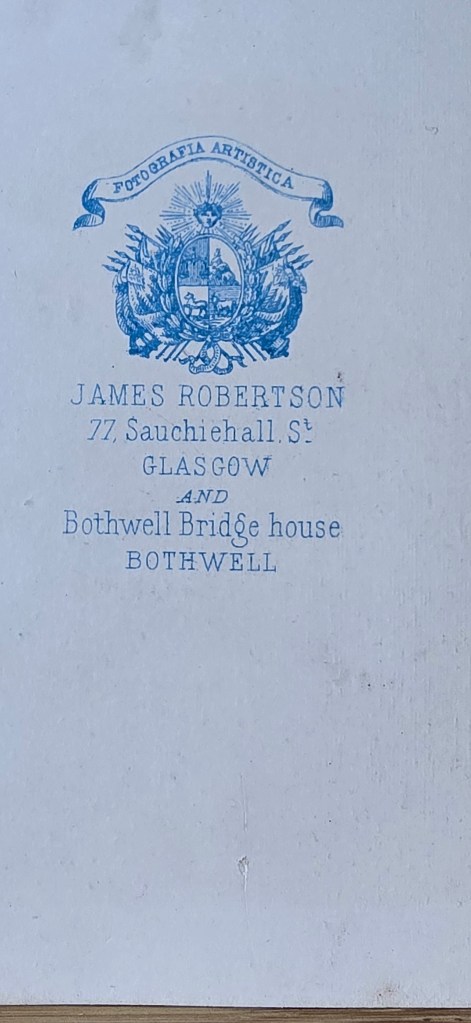 FOTOGRAFIA ARTISTICA
JAMES ROBERTSON
77, Sauchiehall. St
GLASGOW
AND
Bothwell Bridge house
BOTHWELL